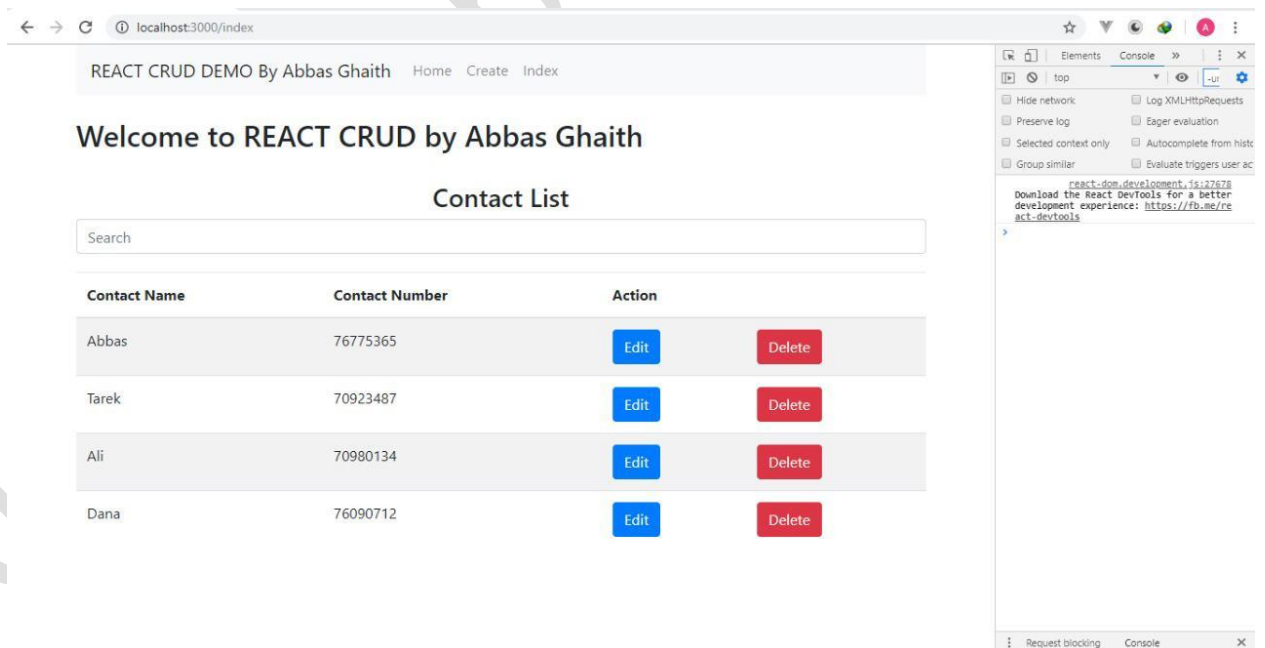 localhost:3000/index
REACT CRUD DEMO By Abbas Ghaith Home Create Index
Welcome to REACT CRUD by Abbas Ghaith
Contact List
Search
Contact Name Contact Number Action
Abbas 76775365 Edit Delete
Tarek 70923487 Edit Delete
Ali 70980134 Edit Delete
Dana 76090712 Edit Delete
A
Elements Console »
top -ur
Hide network Log XMLHttpRequests
Preserve log Eager evaluation
Selected context only Autocomplete from histo
Group similar Evaluate triggers user ac
react-dom.development.js:27678
Download the React DevTools for a better
development experience: https://fb.me/re
act-devtools
>
Request blocking Console